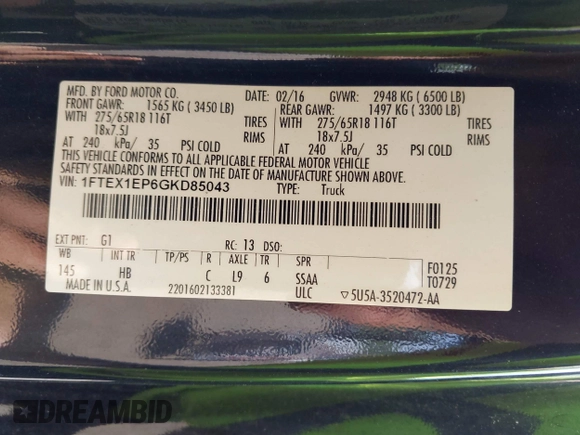 MFD. BY FORD MOTOR CO.
DATE: 02/16 GVWR: 2948 KG (6500 LB)
FRONT GAWR: 1565 KG (3450 LB) REAR GAWR: 1497 KG (3300 LB)
WITH 275/65R18 116T TIRES WITH 275/65R18 116T TIRES
18x7.5J RIMS 18x7.5J RIMS
AT 240 kPa/ 35 PSI COLD AT 240 kPa/ 35 PSI COLD
THIS VEHICLE CONFORMS TO ALL APPLICABLE FEDERAL MOTOR VEHICLE
SAFETY STANDARDS IN EFFECT ON THE DATE OF MANUFACTURE SHOWN ABOVE.
VIN: 1FTEX1EP6GKD85043 TYPE: Truck
EXT PNT: G1 RC: 13 DSO:
WB INT TR TP/PS R AXLE TR SPR F0125
145 HB C L9 6 SSAA T0729
MADE IN U.S.A. 2201602133381 ULC ▽5U5A-3520472-AA
DREAMBID